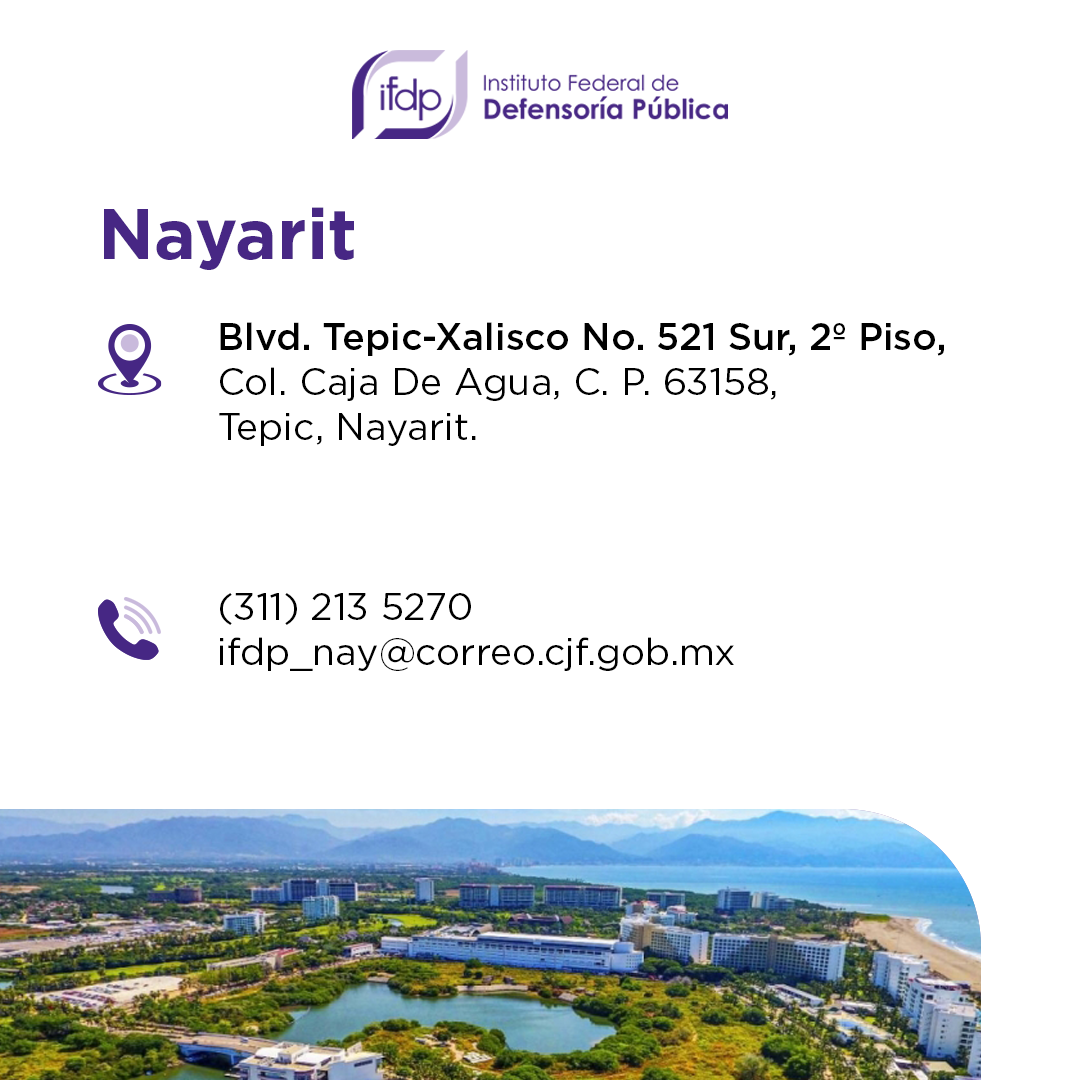 ifdp
Instituto Federal de
Defensoría Pública
Nayarit
Blvd. Tepic-Xalisco No. 521 Sur, 2º Piso,
Col. Caja De Agua, C. P. 63158,
Tepic, Nayarit.
(311) 213 5270
ifdp_nay@correo.cjf.gob.mx